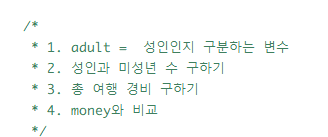 /*
* 1. adult =  성인인지 구분하는 변수
* 2. 성인과 미성년 수 구하기
* 3. 총 여행 경비 구하기
* 4. money와 비교
*/